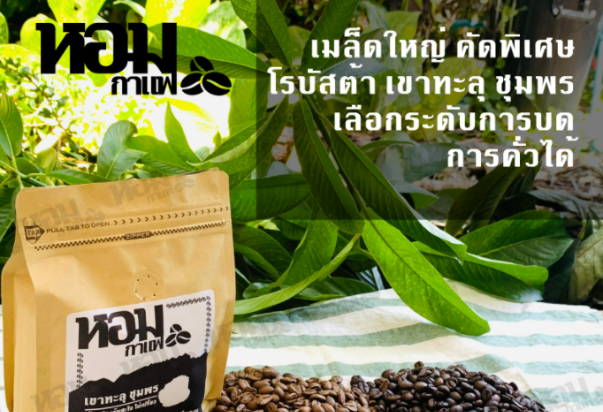 หอม
กาแฟ
เมล็ดใหญ่ คัดพิเศษ
โรบัสต้า เขาทะลุ ชุมพร
เลือกระดับการบด
การคั่วได้
TAP
PULL TAB TO OPEN
ZIPPER
หอม
กาแฟ
เขาทะลุ ชุมพร